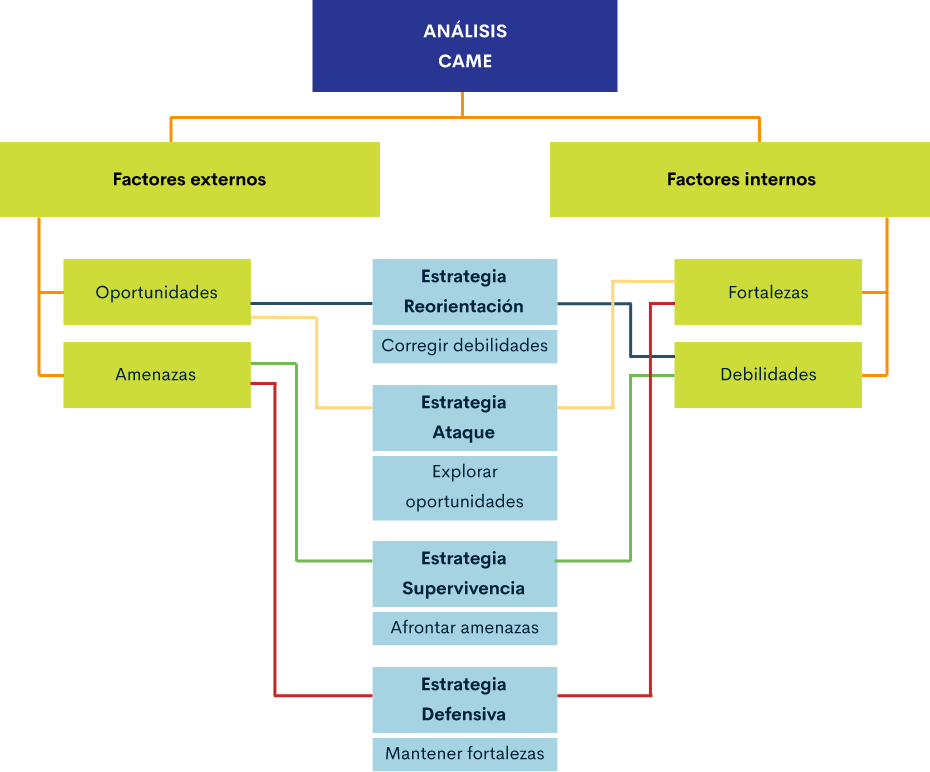 ANÁLISIS
CAME
Factores externos
Factores internos
Oportunidades
Amenazas
Estrategia
Reorientación
Corregir debilidades
Estrategia
Ataque
Explorar
oportunidades
Estrategia
Supervivencia
Afrontar amenazas
Estrategia
Defensiva
Mantener fortalezas
Fortalezas
Debilidades